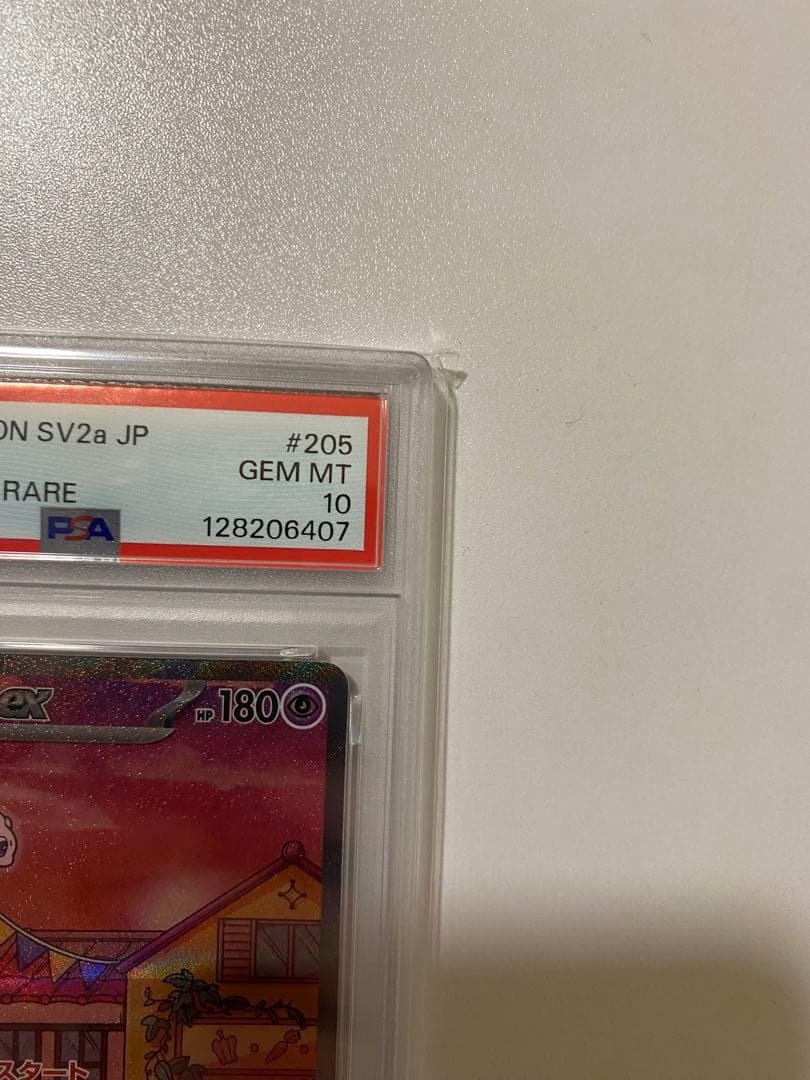 ON SV2a JP
#205
GEM MT
RARE
10
PSA
128206407
ex
HP 180
スタート